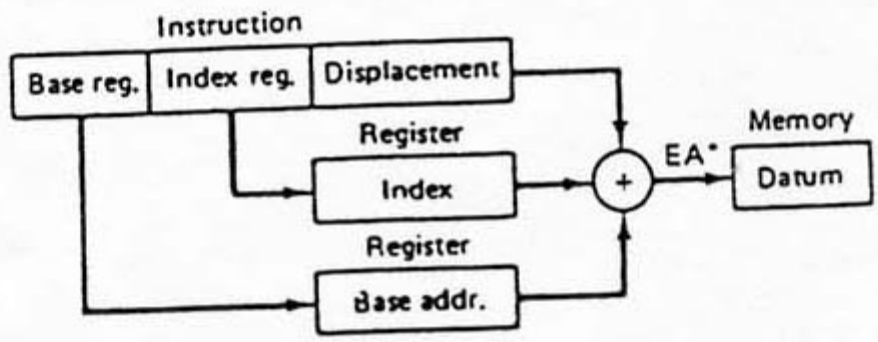 Instruction
Base reg. Index reg. Displacement
Register
Index
+
EA*
Memory
Datum
Register
Base addr.